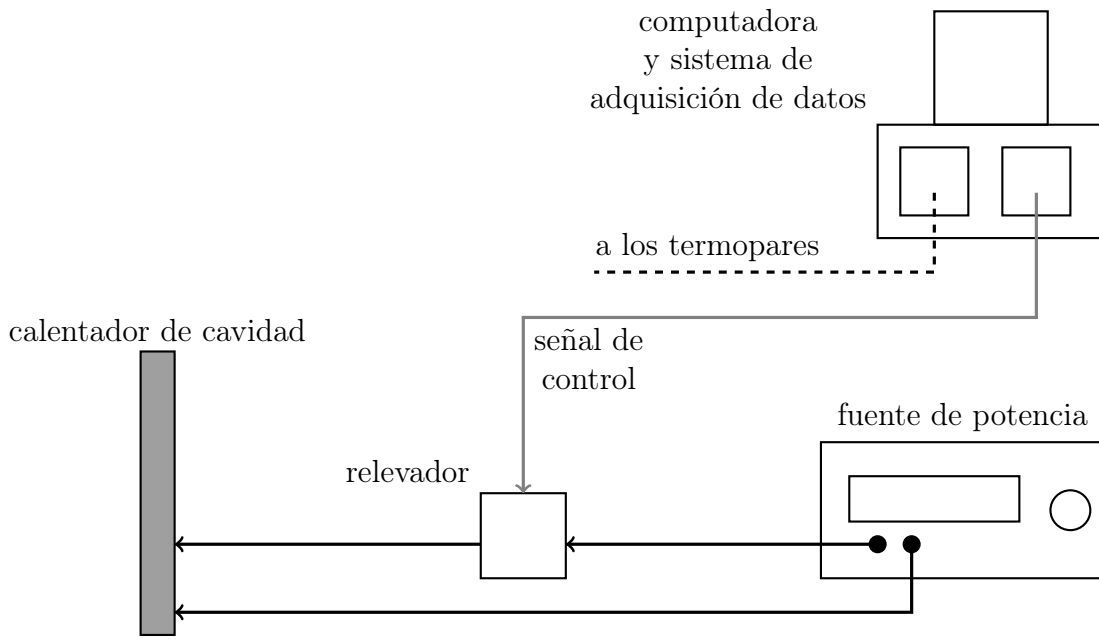 computadora
y sistema de
adquisición de datos
a los termopares
calentador de cavidad
señal de
control
fuente de potencia
relevador